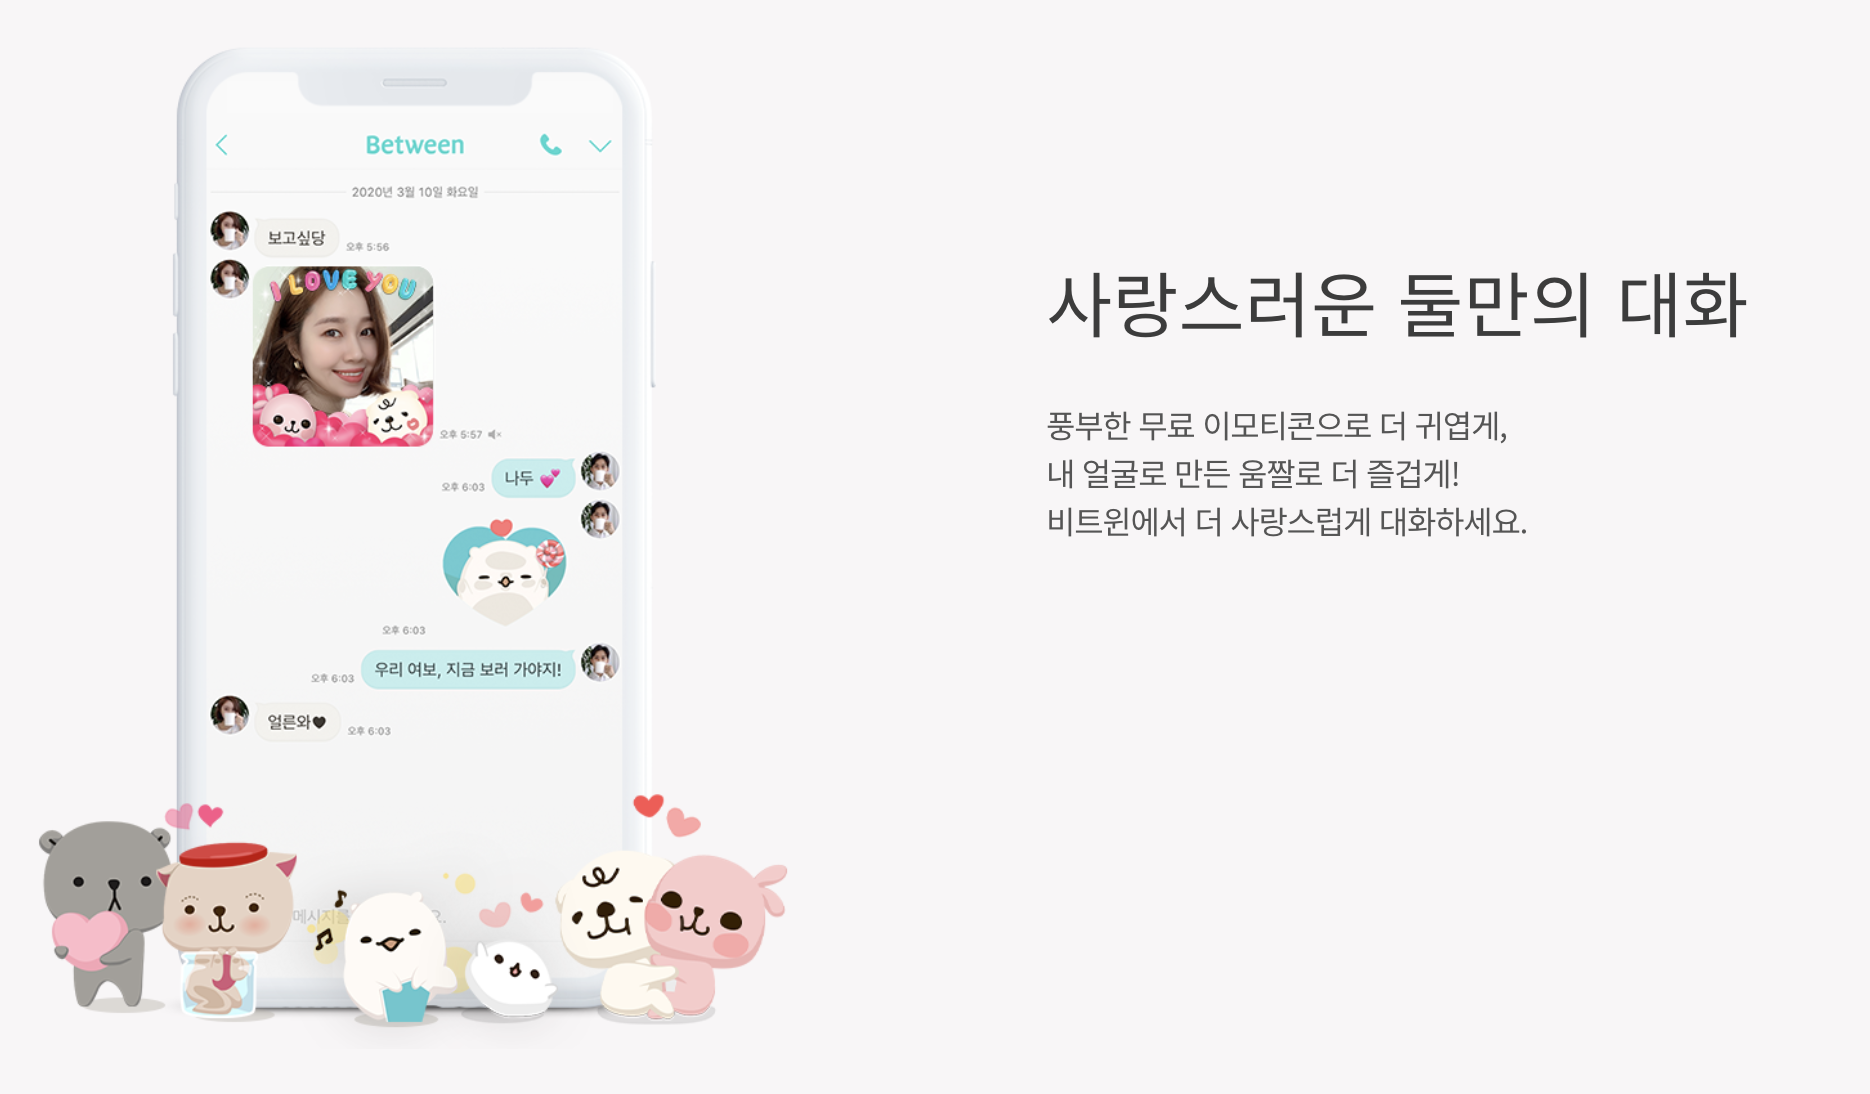 Between
2020년 3월 10일 화요일
보고싶당
오후 5:56
I LOVE YOU
오후 5:57
나두 💕
오후 6:03
오후 6:03
우리 여보, 지금 보러 가야지!
오후 6:03
얼른와♥
오후 6:03
메시지를
요.
사랑스러운 둘만의 대화
풍부한 무료 이모티콘으로 더 귀엽게,
내 얼굴로 만든 움짤로 더 즐겁게!
비트윈에서 더 사랑스럽게 대화하세요.